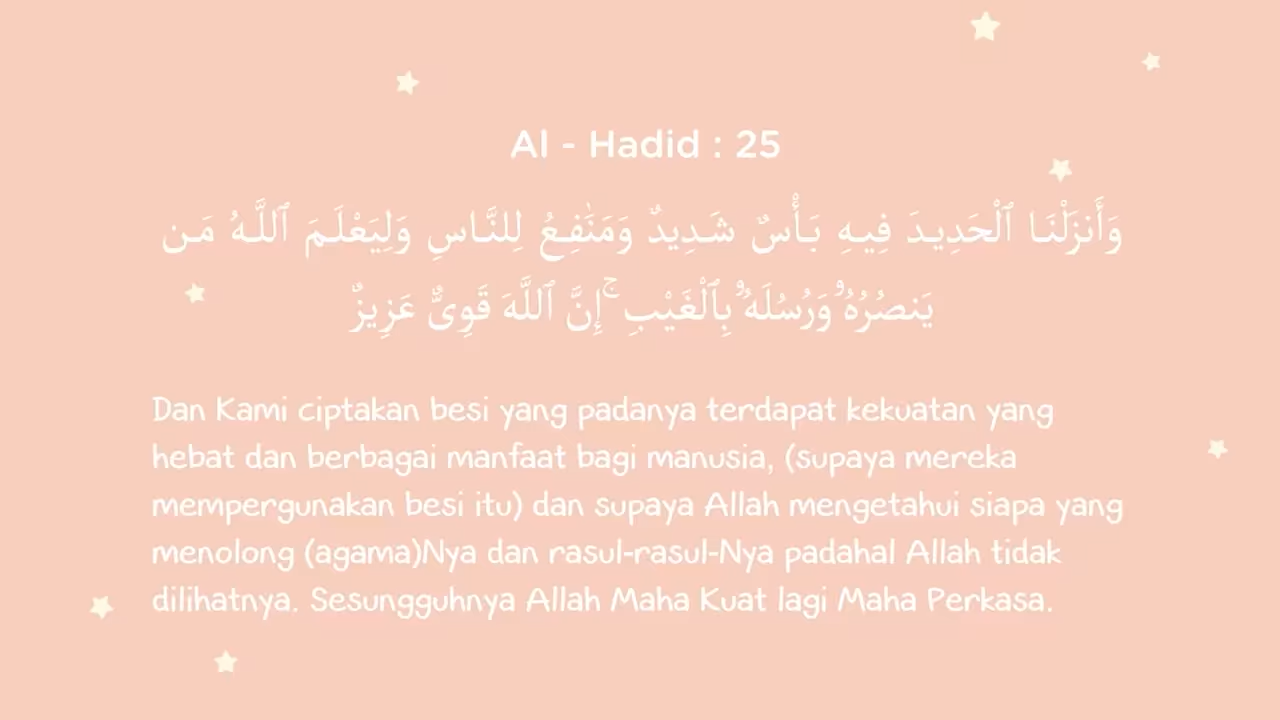 Al - Hadid : 25
وَأَنزَلْنَا ٱلْحَدِيدَ فِيهِ بَأْسٌ شَدِيدٌ وَمَنَٰفِعُ لِلنَّاسِ وَلِيَعْلَمَ ٱللَّهُ مَن
يَنصُرُهُۥ وَرُسُلَهُۥ بِٱلْغَيْبِ ۚ إِنَّ ٱللَّهَ قَوِىٌّ عَزِيزٌ
Dan Kami ciptakan besi yang padanya terdapat kekuatan yang
hebat dan berbagai manfaat bagi manusia, (supaya mereka
mempergunakan besi itu) dan supaya Allah mengetahui siapa yang
menolong (agama)Nya dan rasul-rasul-Nya padahal Allah tidak
dilihatnya. Sesungguhnya Allah Maha Kuat lagi Maha Perkasa.